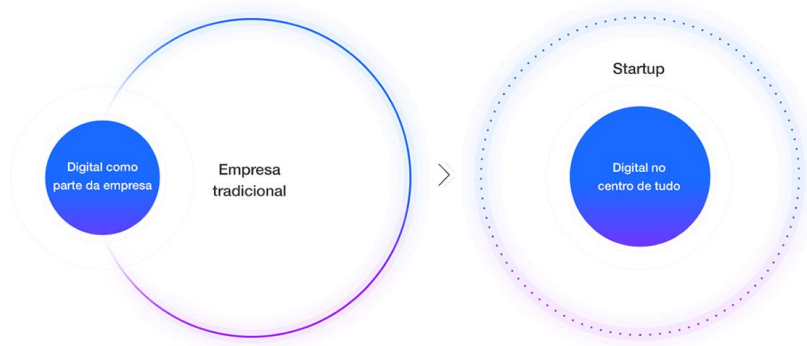 Digital como
parte da empresa
Empresa
tradicional
Startup
Digital no
centro de tudo